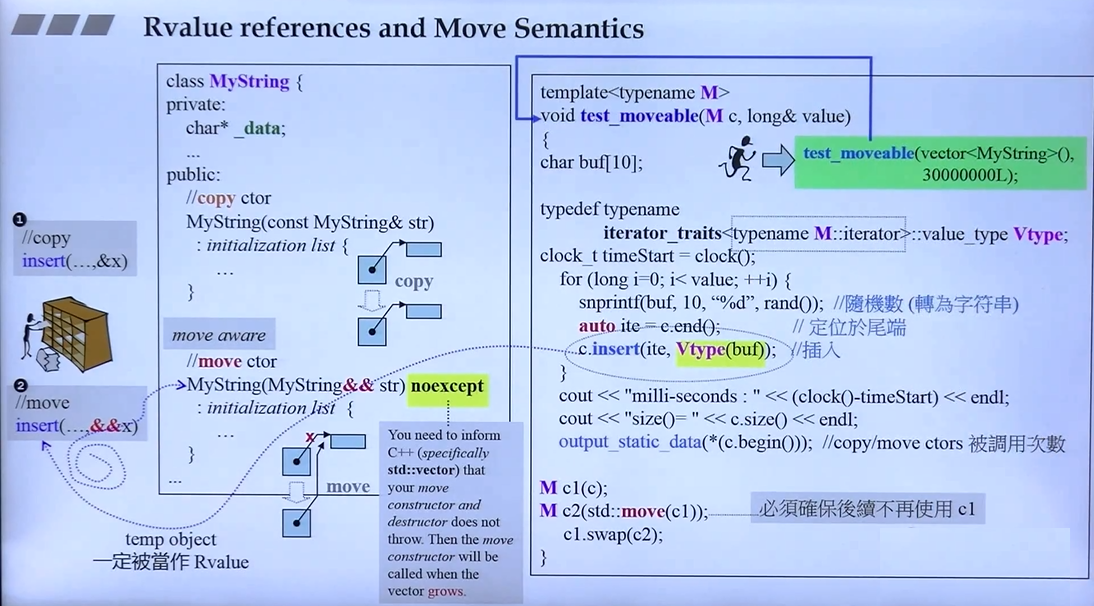 Rvalue references and Move Semantics
class MyString {
private:
char* _data;
...
public:
//copy ctor
MyString(const MyString& str)
: initialization list {
...
}
copy
move aware
//move ctor
MyString(MyString&& str) noexcept
: initialization list {
...
}
...
x
move
❶
//copy
insert(…,&x)
❷
//move
insert(…,&&x)
temp object
一定被當作 Rvalue
You need to inform
C++ (specifically
std::vector) that
your move
constructor and
destructor does not
throw. Then the move
constructor will be
called when the
vector grows.
template<typename M>
void test_moveable(M c, long& value)
{
char buf[10];
test_moveable(vector<MyString>(),
30000000L);
typedef typename
iterator_traits<typename M::iterator>::value_type Vtype;
clock_t timeStart = clock();
for (long i=0; i< value; ++i) {
snprintf(buf, 10, “%d”, rand()); //隨機數 (轉為字符串)
auto ite = c.end(); // 定位於尾端
c.insert(ite, Vtype(buf)); //插入
}
cout << "milli-seconds : " << (clock()-timeStart) << endl;
cout << "size()= " << c.size() << endl;
output_static_data(*(c.begin())); //copy/move ctors 被調用次數
M c1(c);
M c2(std::move(c1)); 必須確保後續不再使用 c1
c1.swap(c2);
}